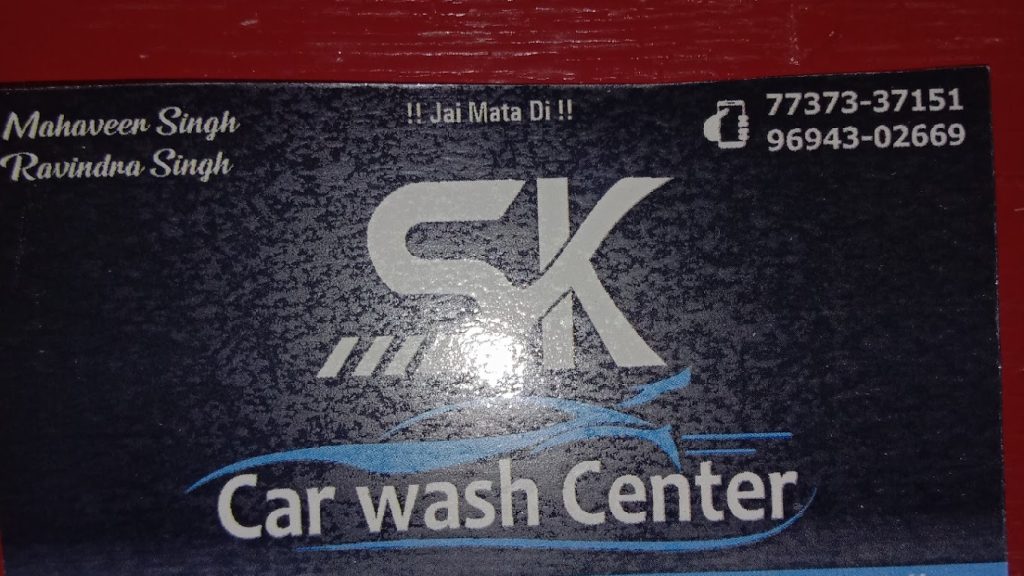 Mahaveer Singh
Ravindra Singh
!! Jai Mata Di !!
77373-37151
96943-02669
SK
Car wash Center